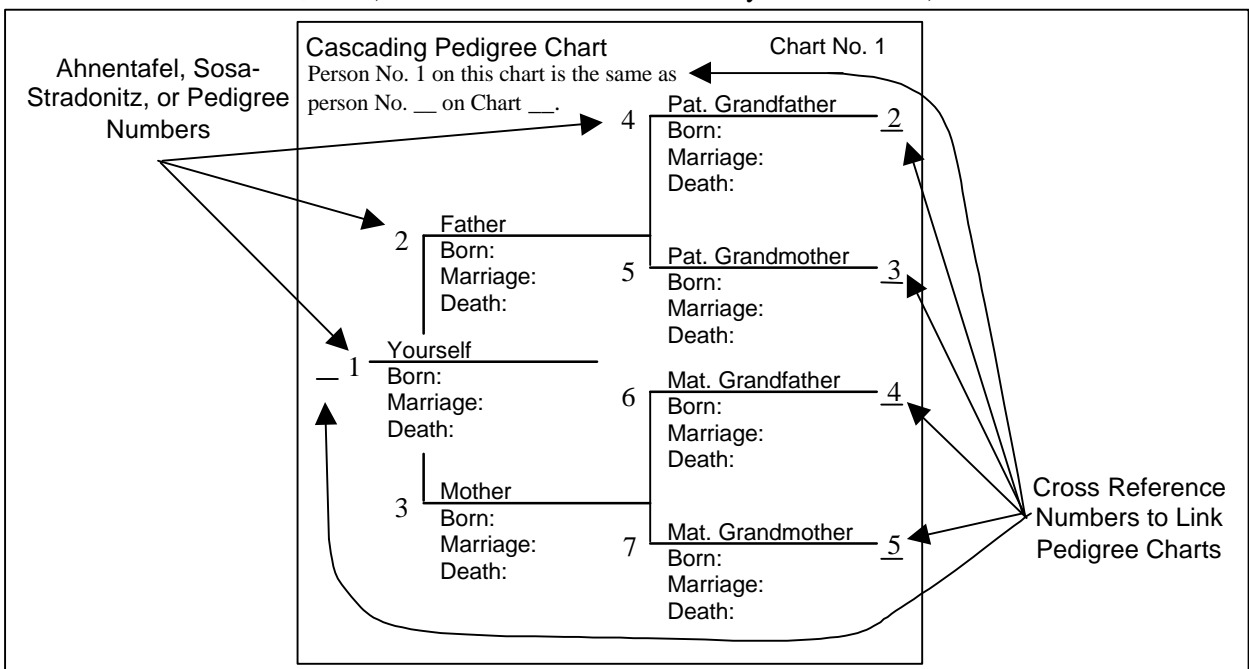 Cascading Pedigree Chart
Chart No. 1
Person No. 1 on this chart is the same as
person No. __ on Chart __.
Ahnentafel, Sosa-
Stradonitz, or Pedigree
Numbers
4
Pat. Grandfather
2
Born:
Marriage:
Death:
2
Father
Born:
Marriage:
Death:
5
Pat. Grandmother
3
Born:
Marriage:
Death:
_ 1
Yourself
Born:
Marriage:
Death:
6
Mat. Grandfather
4
Born:
Marriage:
Death:
3
Mother
Born:
Marriage:
Death:
7
Mat. Grandmother
5
Born:
Marriage:
Death:
Cross Reference
Numbers to Link
Pedigree Charts